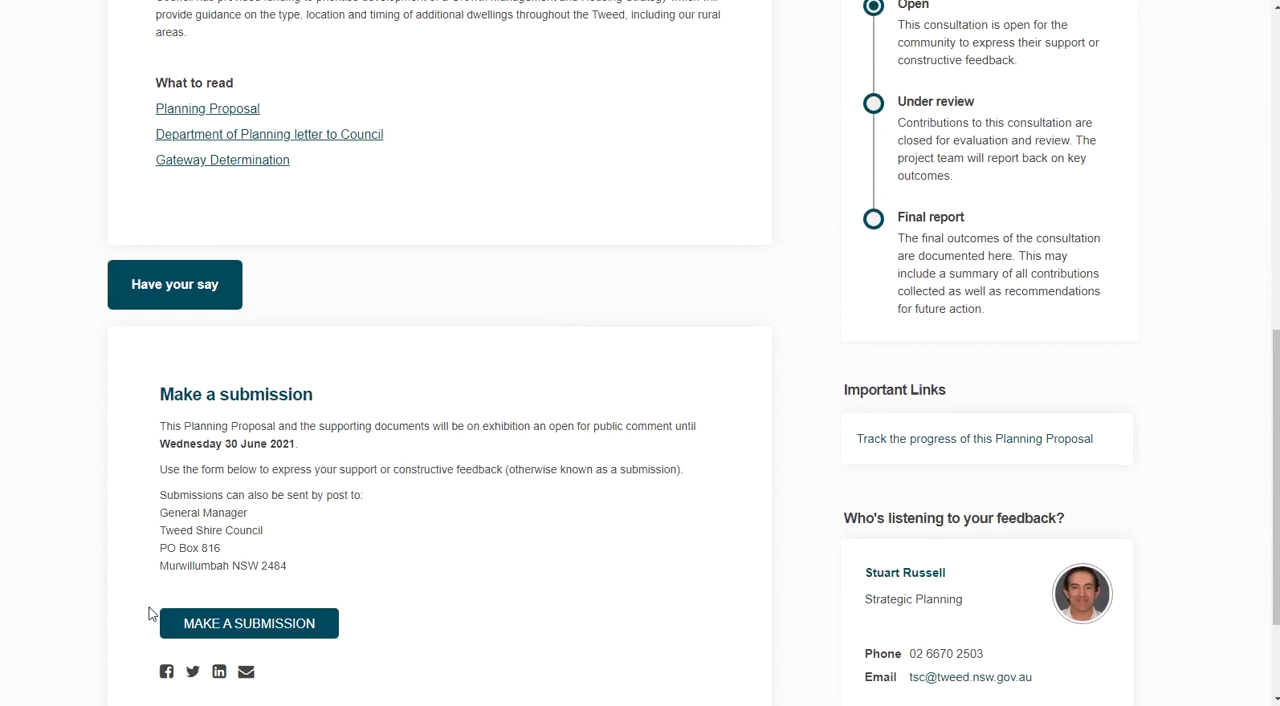 provide guidance on the type, location and timing of additional dwellings throughout the Tweed, including our rural
areas.
What to read
Planning Proposal
Department of Planning letter to Council
Gateway Determination
Have your say
Make a submission
This Planning Proposal and the supporting documents will be on exhibition an open for public comment until
Wednesday 30 June 2021.
Use the form below to express your support or constructive feedback (otherwise known as a submission).
Submissions can also be sent by post to:
General Manager
Tweed Shire Council
PO Box 816
Murwillumbah NSW 2484
MAKE A SUBMISSION
Open
This consultation is open for the
community to express their support or
constructive feedback.
Under review
Contributions to this consultation are
closed for evaluation and review. The
project team will report back on key
outcomes.
Final report
The final outcomes of the consultation
are documented here. This may
include a summary of all contributions
collected as well as recommendations
for future action.
Important Links
Track the progress of this Planning Proposal
Who's listening to your feedback?
Stuart Russell
Strategic Planning
Phone 02 6670 2503
Email tsc@tweed.nsw.gov.au